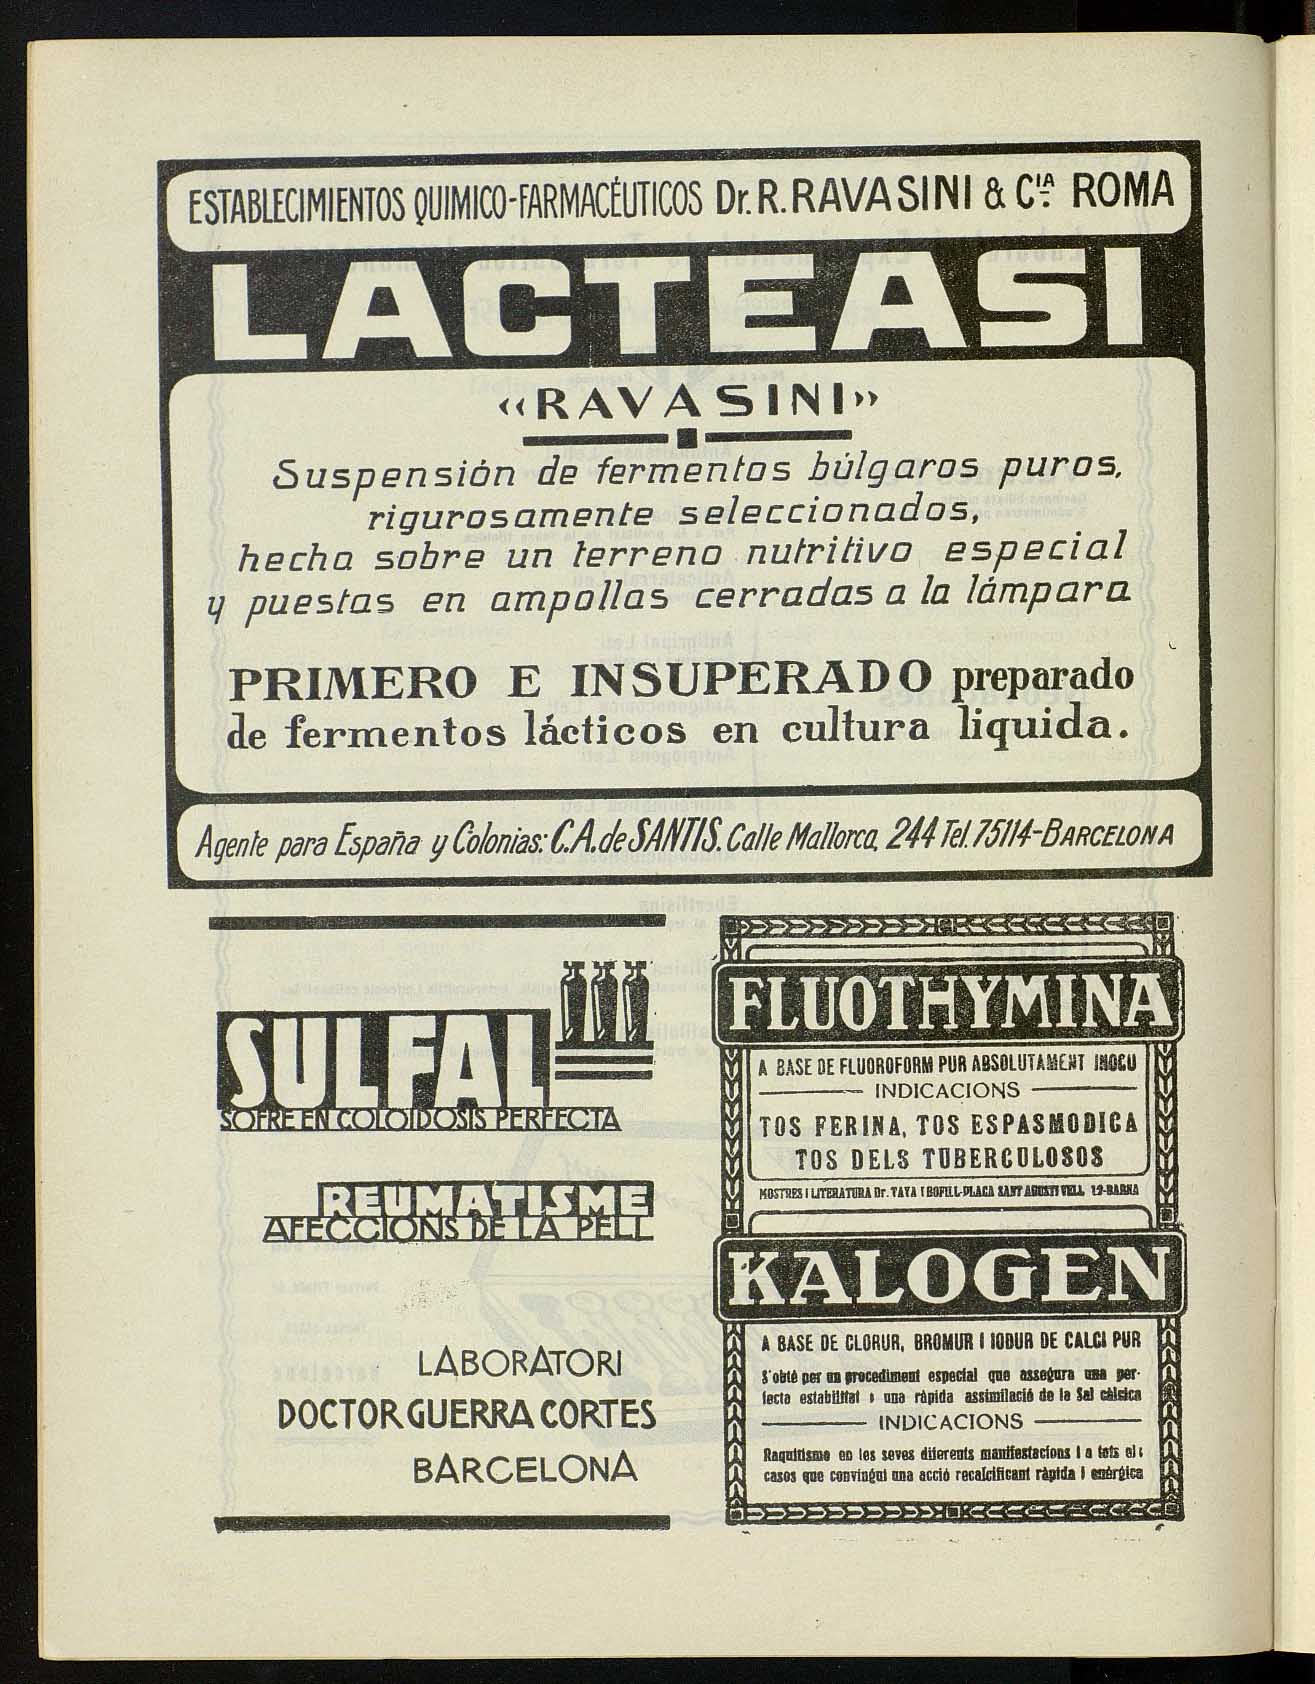 ESTABLECIMIENTOS QUIMICO-FARMACÉUTICOS Dr. R. RAVASINI & Cᴵᴬ ROMA
LACTEASI
«RAVASINI»
Suspensión de fermentos búlgaros puros,
rigurosamente seleccionados,
hecha sobre un terreno nutritivo especial
y puestas en ampollas cerradas a la lámpara
PRIMERO E INSUPERADO preparado
de fermentos lácticos en cultura liquida.
Agente para España y Colonias: C.A. de SANTIS. Calle Mallorca, 244 Tel. 75114-BARCELONA
SULFAL
SOFRE EN COLOIDOSIS PERFECTA
REUMATISME
AFECCIONS DE LA PELL
LABORATORI
DOCTOR GUERRA CORTES
BARCELONA
FLUOTHYMINA
A BASE DE FLUOROFORM PUR ABSOLUTAMENT INOCU
INDICACIONS
TOS FERINA, TOS ESPASMODICA
TOS DELS TUBERCULOSOS
MOSTRES I LITERATURA Dr. TAYA I BOFILL-PLAÇA SANT AGUSTI VELL, 19-BARNA
KALOGEN
A BASE DE CLORUR, BROMUR I IODUR DE CALCI PUR
S'obté per un procediment especial que assegura una per-
fecta estabilitat i una ràpida assimilació de la Sal càlcica
INDICACIONS
Raquitisme en les seves diferents manifestacions i a tots els
casos que convingui una acció recalcificant ràpida i enèrgica